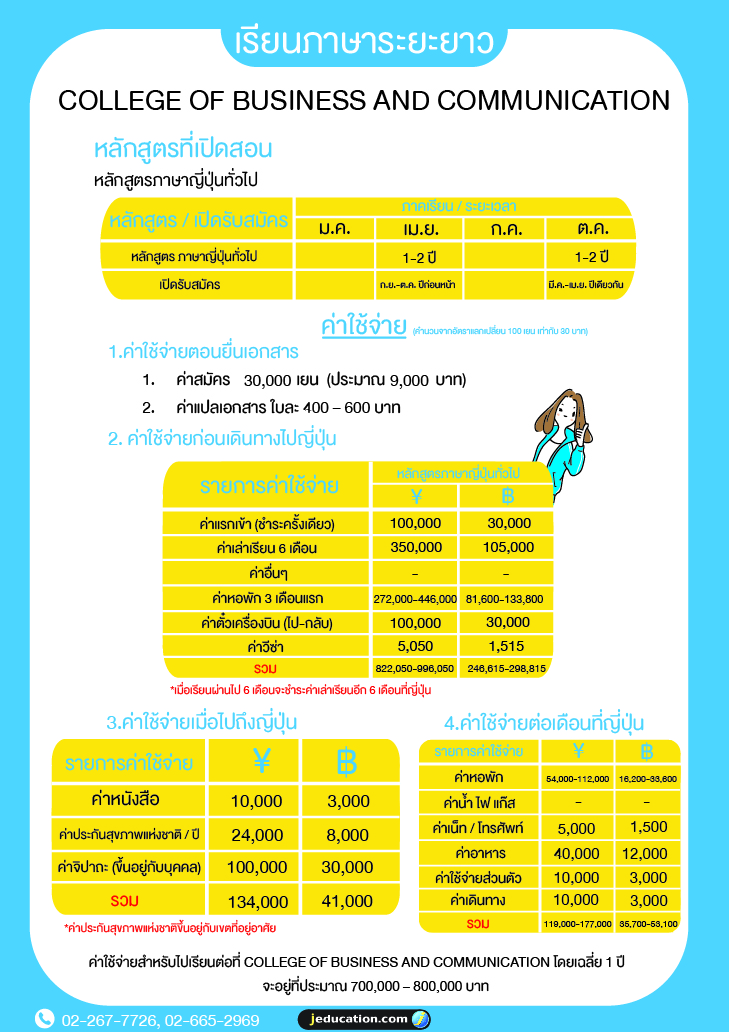 เรียนภาษาระยะยาว
COLLEGE OF BUSINESS AND COMMUNICATION
หลักสูตรที่เปิดสอน
หลักสูตรภาษาญี่ปุ่นทั่วไป
หลักสูตร / เปิดรับสมัคร
ภาคเรียน / ระยะเวลา
ม.ค. เม.ย. ก.ค. ต.ค.
หลักสูตร ภาษาญี่ปุ่นทั่วไป 1-2 ปี 1-2 ปี
เปิดรับสมัคร ก.ย.-ต.ค. ปีก่อนหน้า มี.ค.-เม.ย. ปีเดียวกัน
ค่าใช้จ่าย (คำนวนจากอัตราแลกเปลี่ยน 100 เยน เท่ากับ 30 บาท)
1.ค่าใช้จ่ายตอนยื่นเอกสาร
1. ค่าสมัคร 30,000 เยน (ประมาณ 9,000 บาท)
2. ค่าแปลเอกสาร ใบละ 400 – 600 บาท
2. ค่าใช้จ่ายก่อนเดินทางไปญี่ปุ่น
รายการค่าใช้จ่าย
หลักสูตรภาษาญี่ปุ่นทั่วไป
¥ ฿
ค่าแรกเข้า (ชำระครั้งเดียว) 100,000 30,000
ค่าเล่าเรียน 6 เดือน 350,000 105,000
ค่าอื่นๆ - -
ค่าหอพัก 3 เดือนแรก 272,000-446,000 81,600-133,800
ค่าตั๋วเครื่องบิน (ไป-กลับ) 100,000 30,000
ค่าวีซ่า 5,050 1,515
รวม 822,050-996,050 246,615-298,815
*เมื่อเรียนผ่านไป 6 เดือนจะชำระค่าเล่าเรียนอีก 6 เดือนที่ญี่ปุ่น
3.ค่าใช้จ่ายเมื่อไปถึงญี่ปุ่น
รายการค่าใช้จ่าย ¥ ฿
ค่าหนังสือ 10,000 3,000
ค่าประกันสุขภาพแห่งชาติ / ปี 24,000 8,000
ค่าจิปาถะ (ขึ้นอยู่กับบุคคล) 100,000 30,000
รวม 134,000 41,000
*ค่าประกันสุขภาพแห่งชาติขึ้นอยู่กับเขตที่อยู่อาศัย
4.ค่าใช้จ่ายต่อเดือนที่ญี่ปุ่น
รายการค่าใช้จ่าย ¥ ฿
ค่าหอพัก 54,000-112,000 16,200-33,600
ค่าน้ำ ไฟ แก๊ส - -
ค่าเน็ท / โทรศัพท์ 5,000 1,500
ค่าอาหาร 40,000 12,000
ค่าใช้จ่ายส่วนตัว 10,000 3,000
ค่าเดินทาง 10,000 3,000
รวม 119,000-177,000 35,700-53,100
ค่าใช้จ่ายสำหรับไปเรียนต่อที่ COLLEGE OF BUSINESS AND COMMUNICATION โดยเฉลี่ย 1 ปี
จะอยู่ที่ประมาณ 700,000 – 800,000 บาท
02-267-7726, 02-665-2969
jeducation.com